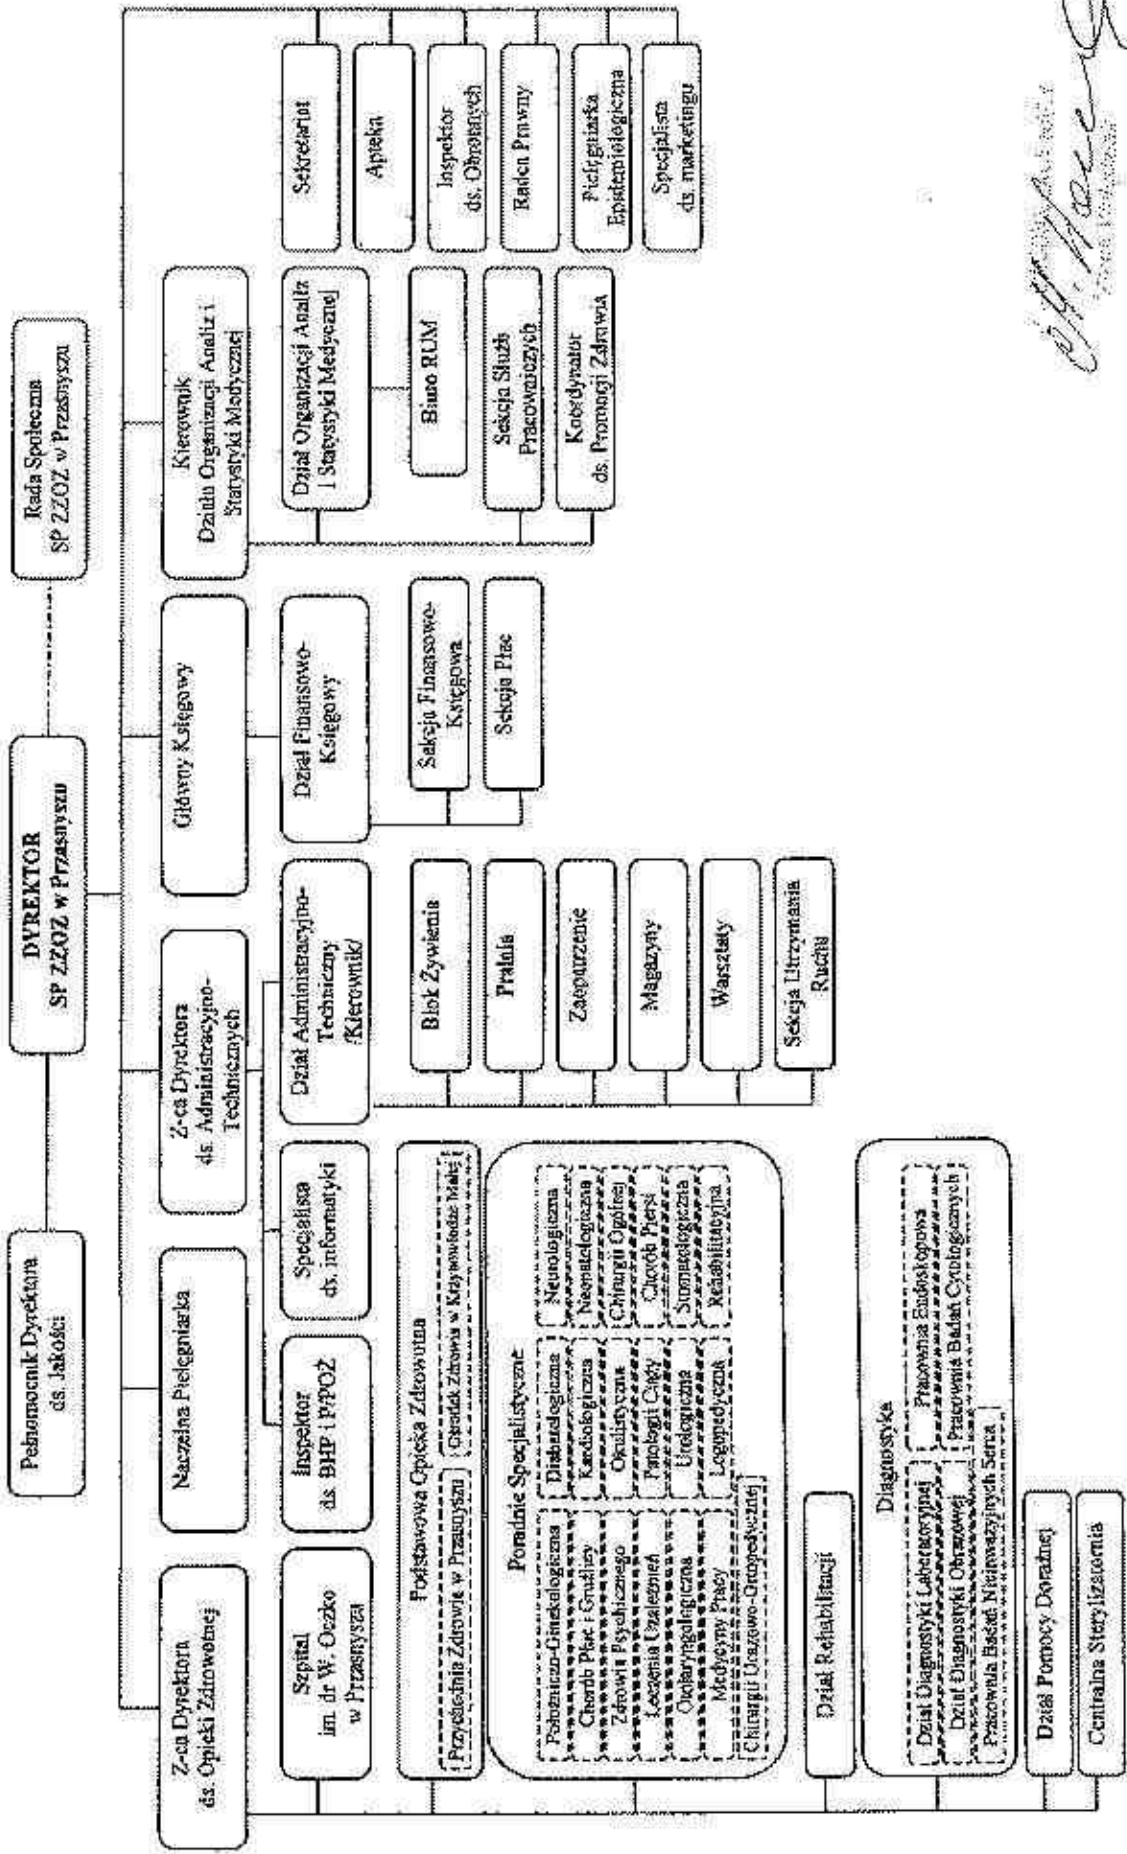 DYREKTOR
SP ZZOZ w Przasnyszu
Pełnomocnik Dyrektora
ds. Jakości
Rada Społeczna
SP ZZOZ w Przasnyszu
Z-ca Dyrektora
ds. Opieki Zdrowotnej
Naczelna Pielęgniarka
Z-ca Dyrektora
ds. Administracyjno-
Technicznych
Główny Księgowy
Kierownik
Działu Organizacji Analiz i
Statystyki Medycznej
Szpital
im. dr W. Oczko
w Przasnyszu
Inspektor
ds. BHP i P/POŻ
Specjalista
ds. informatyki
Dział Administracyjno-
Techniczny
/Kierownik/
Dział Finansowo-
Księgowy
Dział Organizacji Analiz
i Statystyki Medycznej
Sekretariat
Apteka
Inspektor
ds. Obronnych
Radca Prawny
Pielęgniarka
Epidemiologiczna
Specjalista
ds. marketingu
Biuro RUM
Sekcja Służb
Pracowniczych
Koordynator
ds. Promocji Zdrowia
Sekcja Finansowo-
Księgowa
Sekcja Płac
Blok Żywienia
Pralnia
Zaopatrzenie
Magazyny
Warsztaty
Sekcja Utrzymania
Ruchu
Podstawowa Opieka Zdrowotna
Przychodnia Zdrowia w Przasnyszu
Ośrodek Zdrowia w Krzynowłodze Małej
Poradnie Specjalistyczne
Położniczo-Ginekologiczna
Diabetologiczna
Neurologiczna
Chorób Płuc i Gruźlicy
Kardiologiczna
Neonatologiczna
Zdrowia Psychicznego
Okulistyczna
Chirurgii Ogólnej
Leczenia Uzależnień
Patologii Ciąży
Chorób Piersi
Otolaryngologiczna
Urologiczna
Stomatologiczna
Medycyny Pracy
Logopedyczna
Rehabilitacyjna
Chirurgii Urazowo-Ortopedycznej
Dział Rehabilitacji
Diagnostyka
Dział Diagnostyki Laboratoryjnej
Pracownia Endoskopowa
Dział Diagnostyki Obrazowej
Pracownia Badań Cytologicznych
Pracownia Badań Nieinwazyjnych Serca
Dział Pomocy Doraźnej
Centralna Sterylizatornia